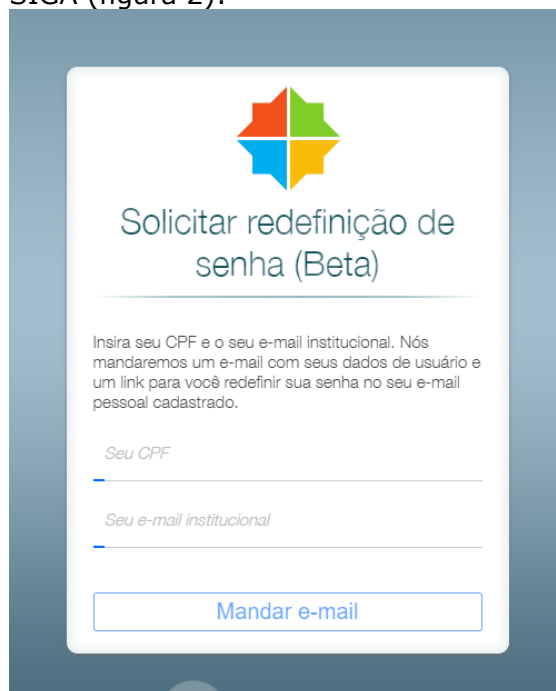 SIGA (figura 2).
Solicitar redefinição de
senha (Beta)
Insira seu CPF e o seu e-mail institucional. Nós
mandaremos um e-mail com seus dados de usuário e
um link para você redefinir sua senha no seu e-mail
pessoal cadastrado.
Seu CPF
Seu e-mail institucional
Mandar e-mail